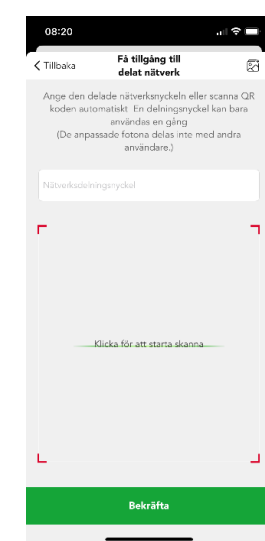 08:20
Tillbaka
Få tillgång till
delat nätverk
Ange den delade nätverksnyckeln eller scanna QR
koden automatiskt. En delningsnyckel kan bara
användas en gång
(De anpassade fotona delas inte med andra
användare.)
Nätverksdelningsnyckel
Klicka för att starta skanna
Bekräfta